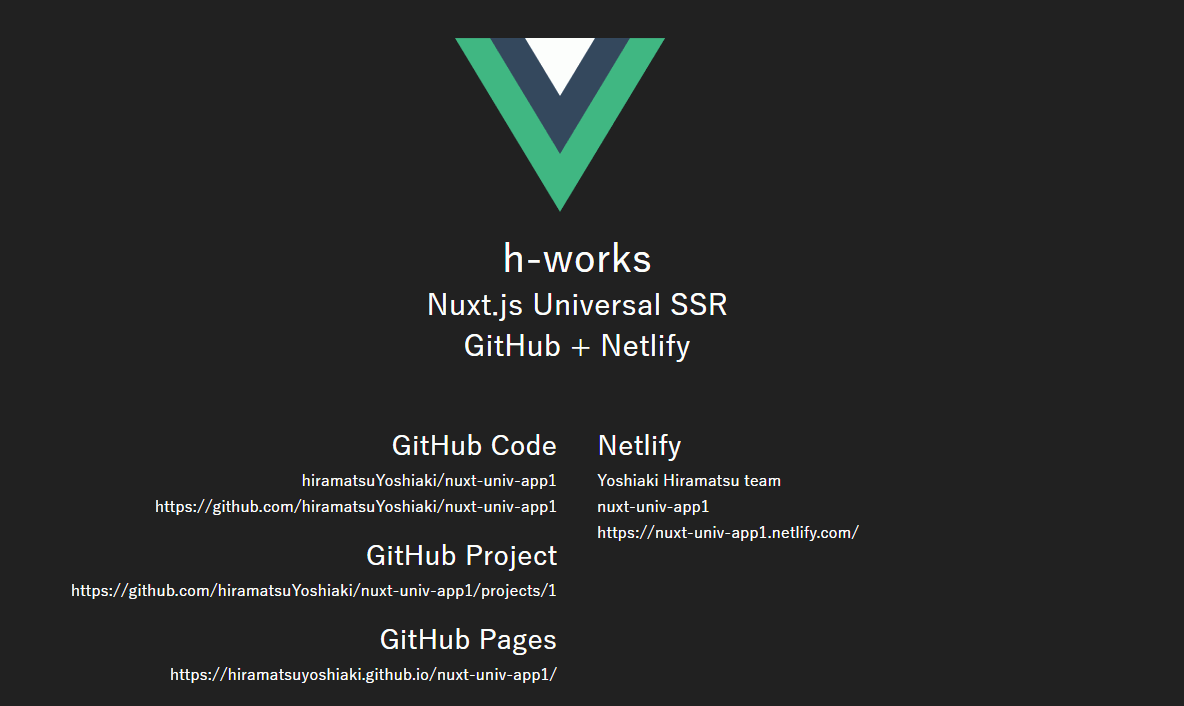 h-works
Nuxt.js Universal SSR
GitHub + Netlify
GitHub Code
hiramatsuYoshiaki/nuxt-univ-app1
https://github.com/hiramatsuYoshiaki/nuxt-univ-app1
GitHub Project
https://github.com/hiramatsuYoshiaki/nuxt-univ-app1/projects/1
GitHub Pages
https://hiramatsuyoshiaki.github.io/nuxt-univ-app1/
Netlify
Yoshiaki Hiramatsu team
nuxt-univ-app1
https://nuxt-univ-app1.netlify.com/